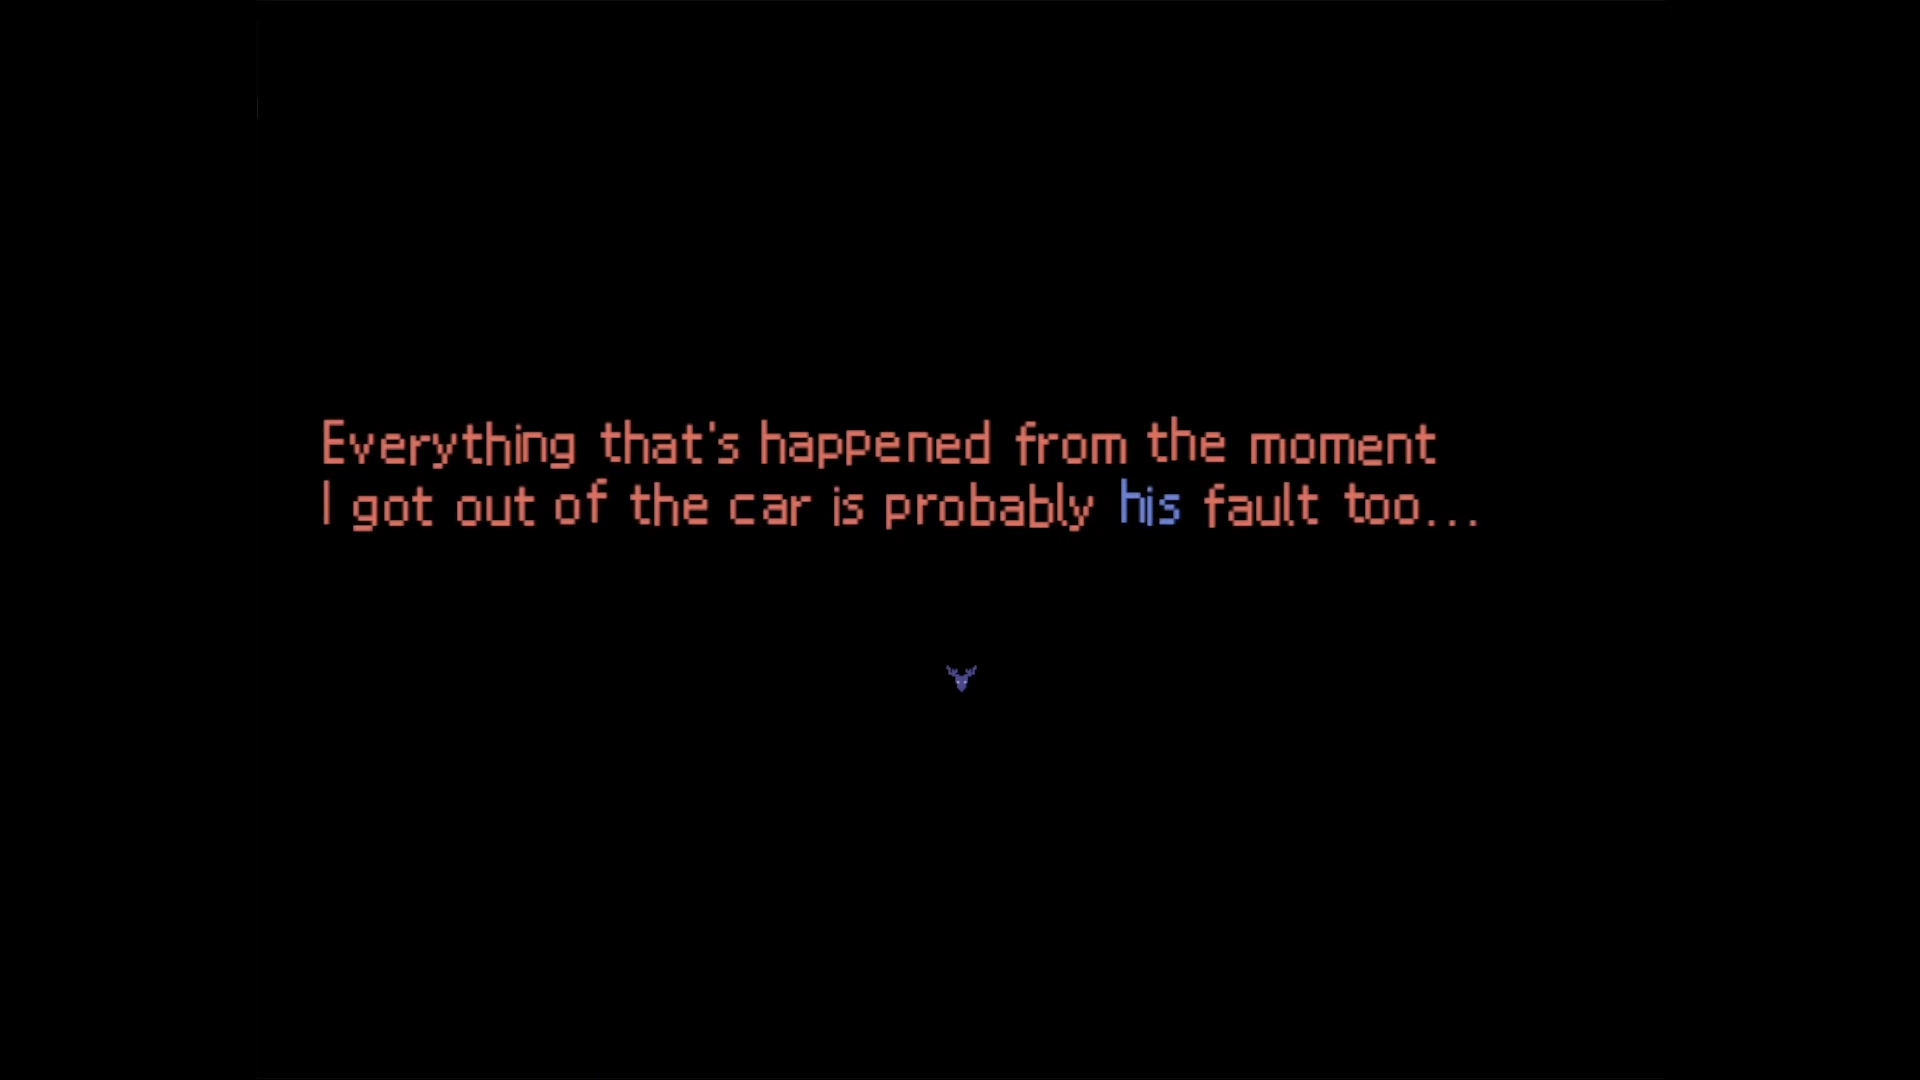 Everything that's happened from the moment
I got out of the car is probably his fault too...